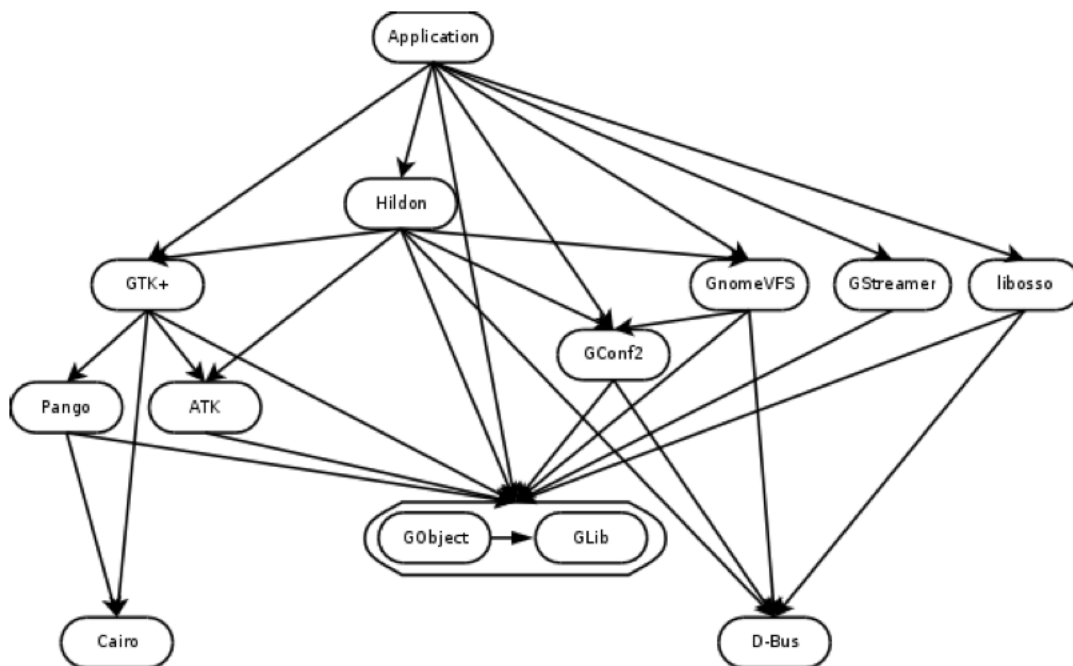 Application
Hildon
GTK+
GnomeVFS
GStreamer
libosso
GConf2
Pango
ATK
GObject
GLib
Cairo
D-Bus